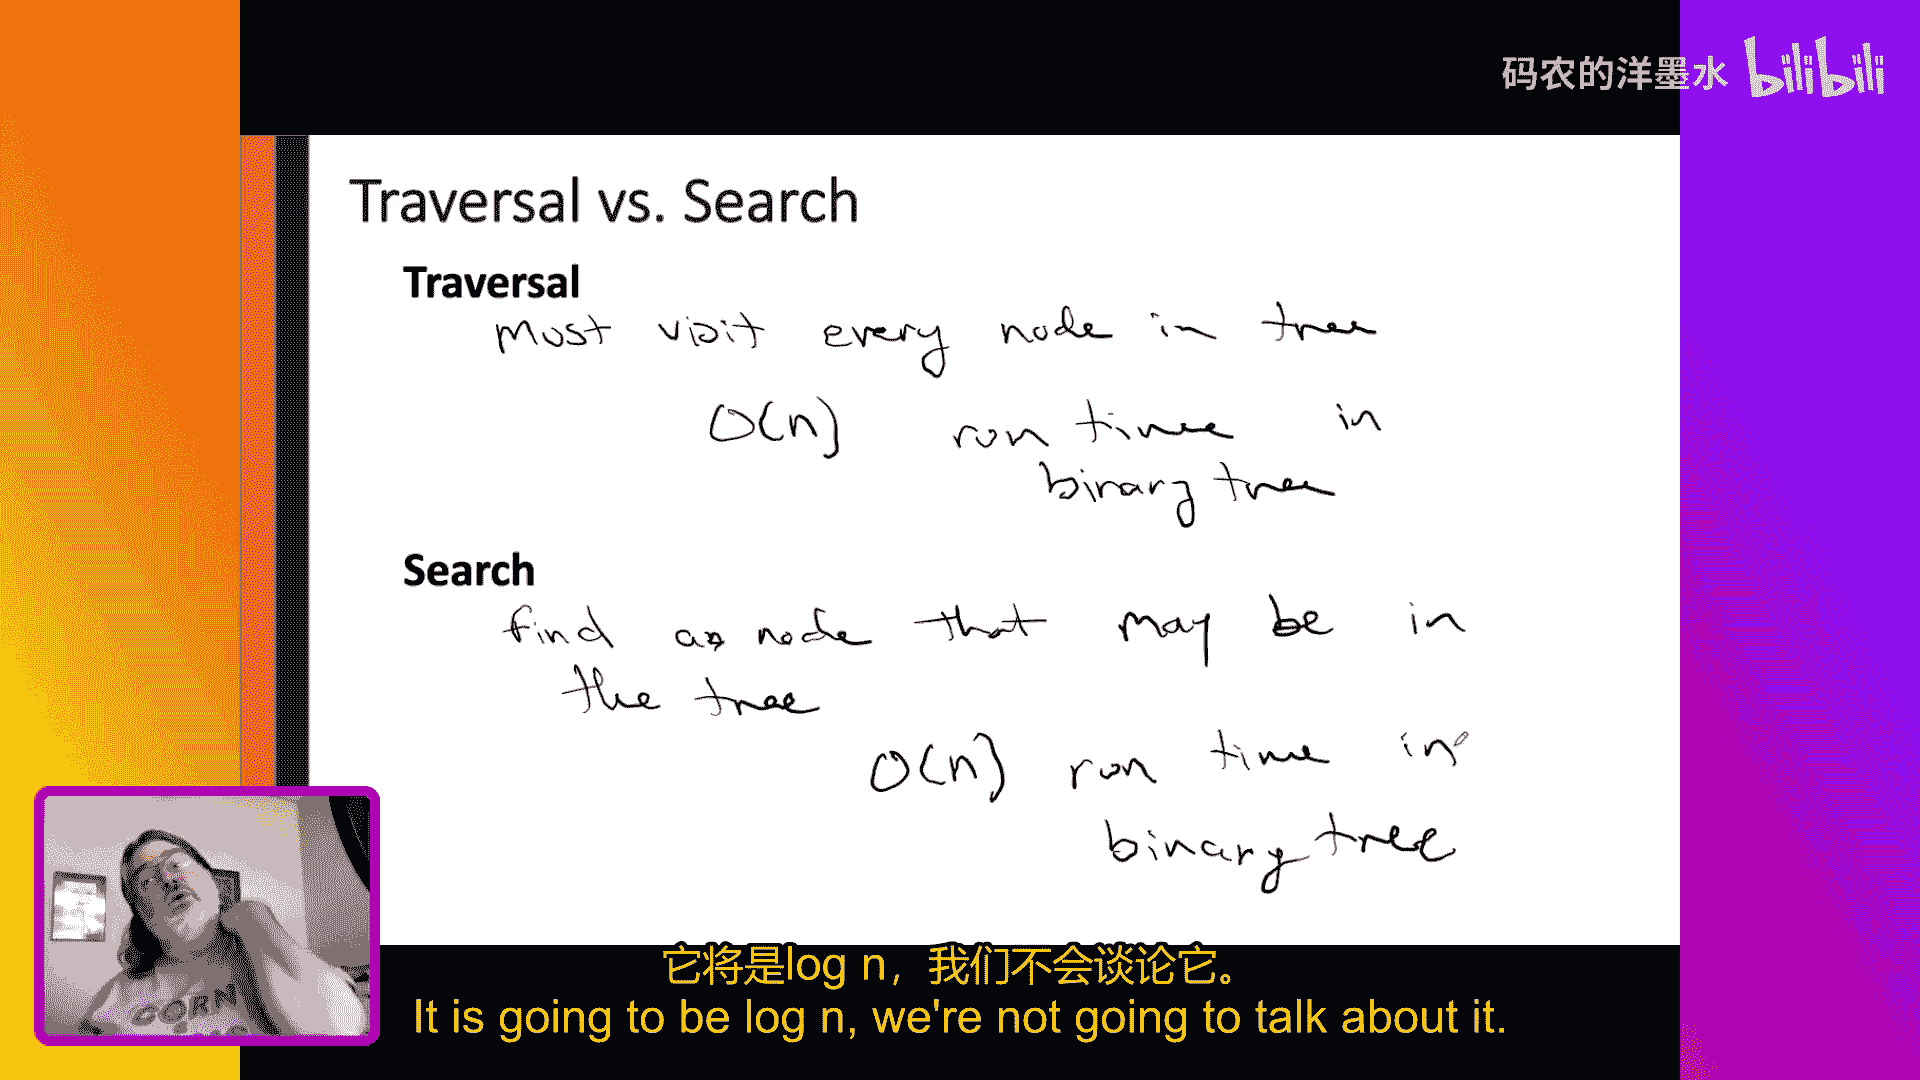 码农的洋墨水 bilibili
Traversal vs. Search
Traversal
Must visit every node in tree
O(n) run time in
binary tree
Search
find a node that may be in
the tree
O(n) run time in
binary tree
CORN
它将是log n，我们不会谈论它。
It is going to be log n, we're not going to talk about it.